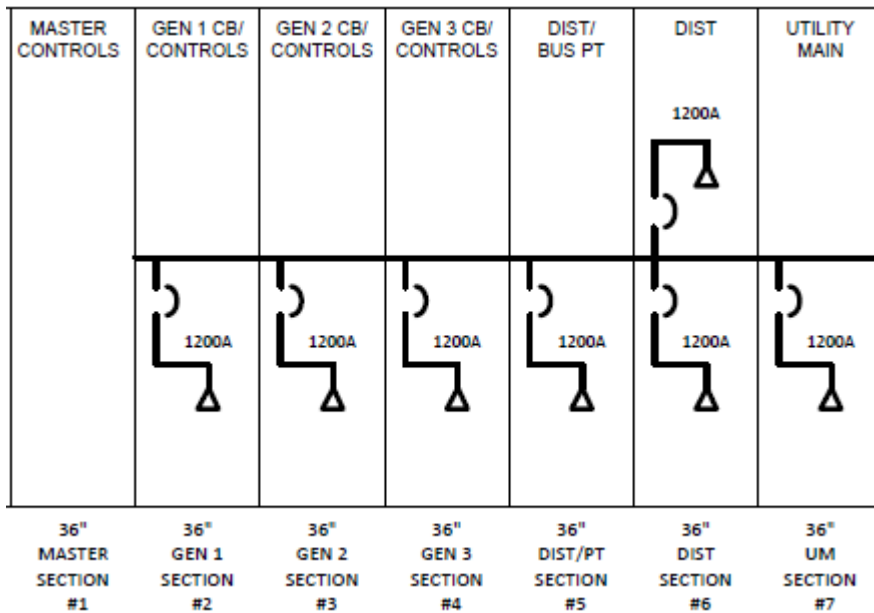 MASTER
CONTROLS
GEN 1 CB/
CONTROLS
GEN 2 CB/
CONTROLS
GEN 3 CB/
CONTROLS
DIST/
BUS PT
DIST
UTILITY
MAIN
1200A
1200A
1200A
1200A
1200A
1200A
1200A
36"
MASTER
SECTION
#1
36"
GEN 1
SECTION
#2
36"
GEN 2
SECTION
#3
36"
GEN 3
SECTION
#4
36"
DIST/PT
SECTION
#5
36"
DIST
SECTION
#6
36"
UM
SECTION
#7